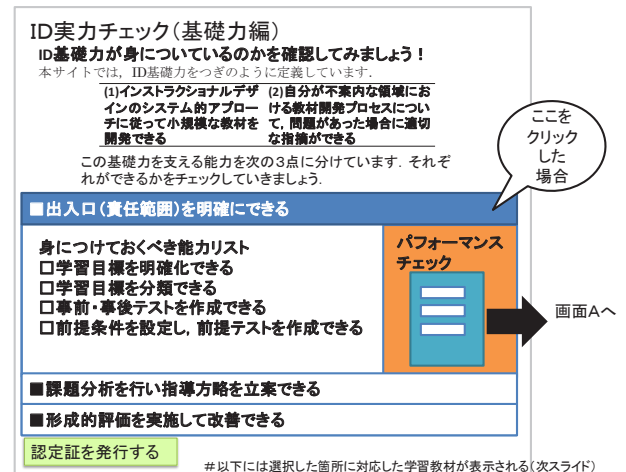 ID実力チェック(基礎力編)
ID基礎力が身についているのかを確認してみましょう!
本サイトでは,ID基礎力をつぎのように定義しています.
(1)インストラクショナルデザ
インのシステム的アプロー
チに従って小規模な教材を
開発できる
(2)自分が不案内な領域にお
ける教材開発プロセスについ
て,問題があった場合に適切
な指摘ができる
この基礎力を支える能力を次の3点に分けています.それぞ
れができるかをチェックしていきましょう.
ここを
クリック
した
場合
■出入口(責任範囲)を明確にできる
身につけておくべき能力リスト
□学習目標を明確化できる
□学習目標を分類できる
□事前・事後テストを作成できる
□前提条件を設定し,前提テストを作成できる
パフォーマンス
チェック
画面Aへ
■課題分析を行い指導方略を立案できる
■形成的評価を実施して改善できる
認定証を発行する
#以下には選択した箇所に対応した学習教材が表示される(次スライド)